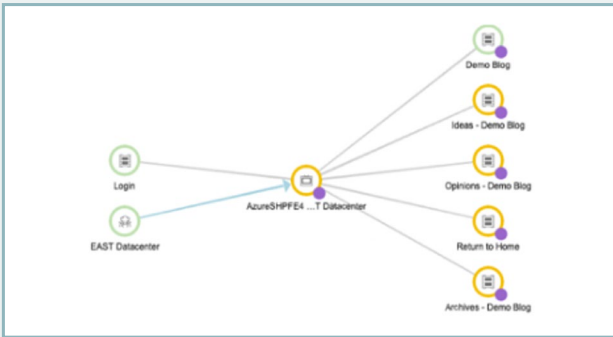 Demo Blog
Ideas - Demo Blog
Login
Opinions - Demo Blog
AzureSHPFE4 ...T Datacenter
EAST Datacenter
Return to Home
Archives - Demo Blog